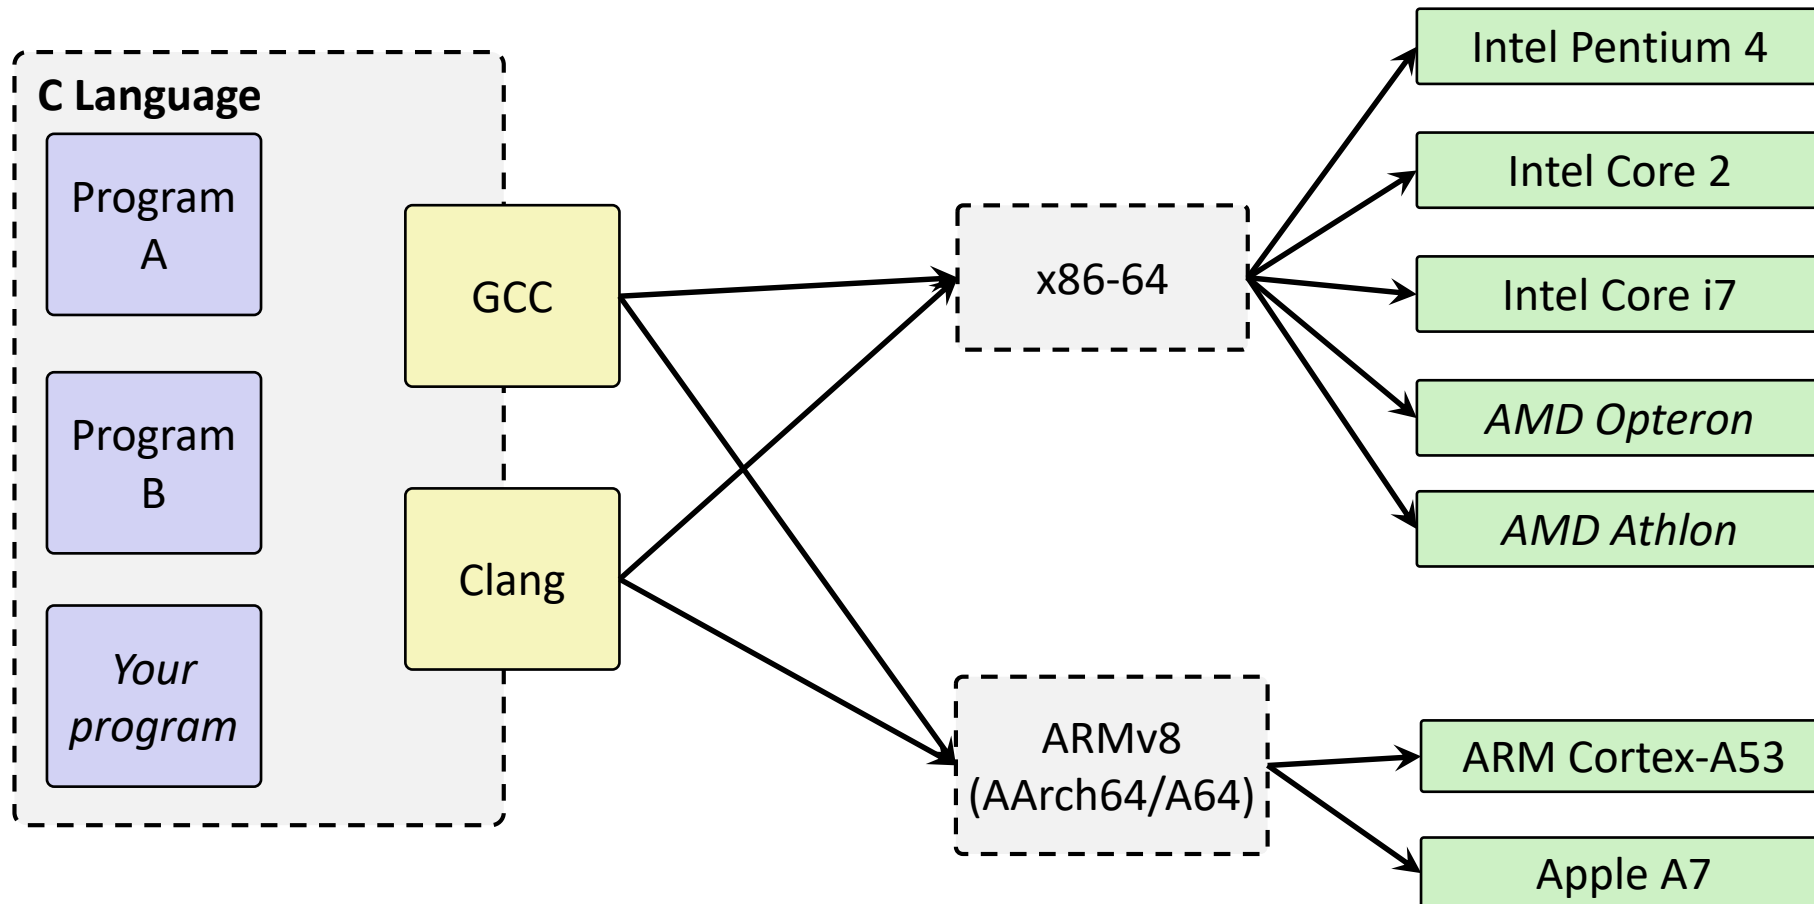 C Language
Program
A
Program
B
Your
program
GCC
Clang
x86-64
ARMv8
(AArch64/A64)
Intel Pentium 4
Intel Core 2
Intel Core i7
AMD Opteron
AMD Athlon
ARM Cortex-A53
Apple A7